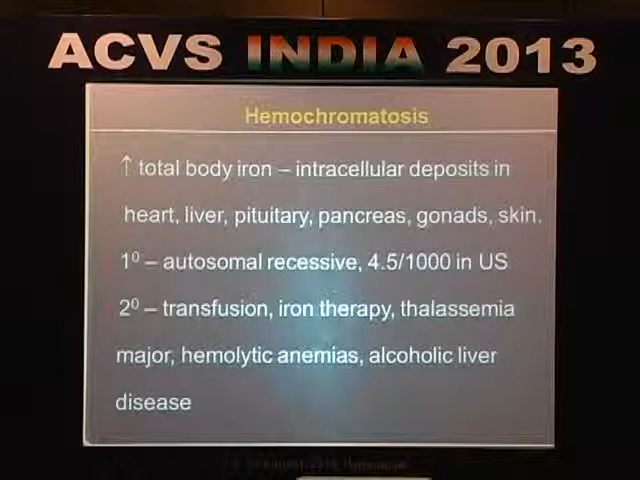 ACVS INDIA 2013
Hemochromatosis
↑ total body iron – intracellular deposits in
heart, liver, pituitary, pancreas, gonads, skin.
1⁰ – autosomal recessive, 4.5/1000 in US
2⁰ – transfusion, iron therapy, thalassemia
major, hemolytic anemias, alcoholic liver
disease